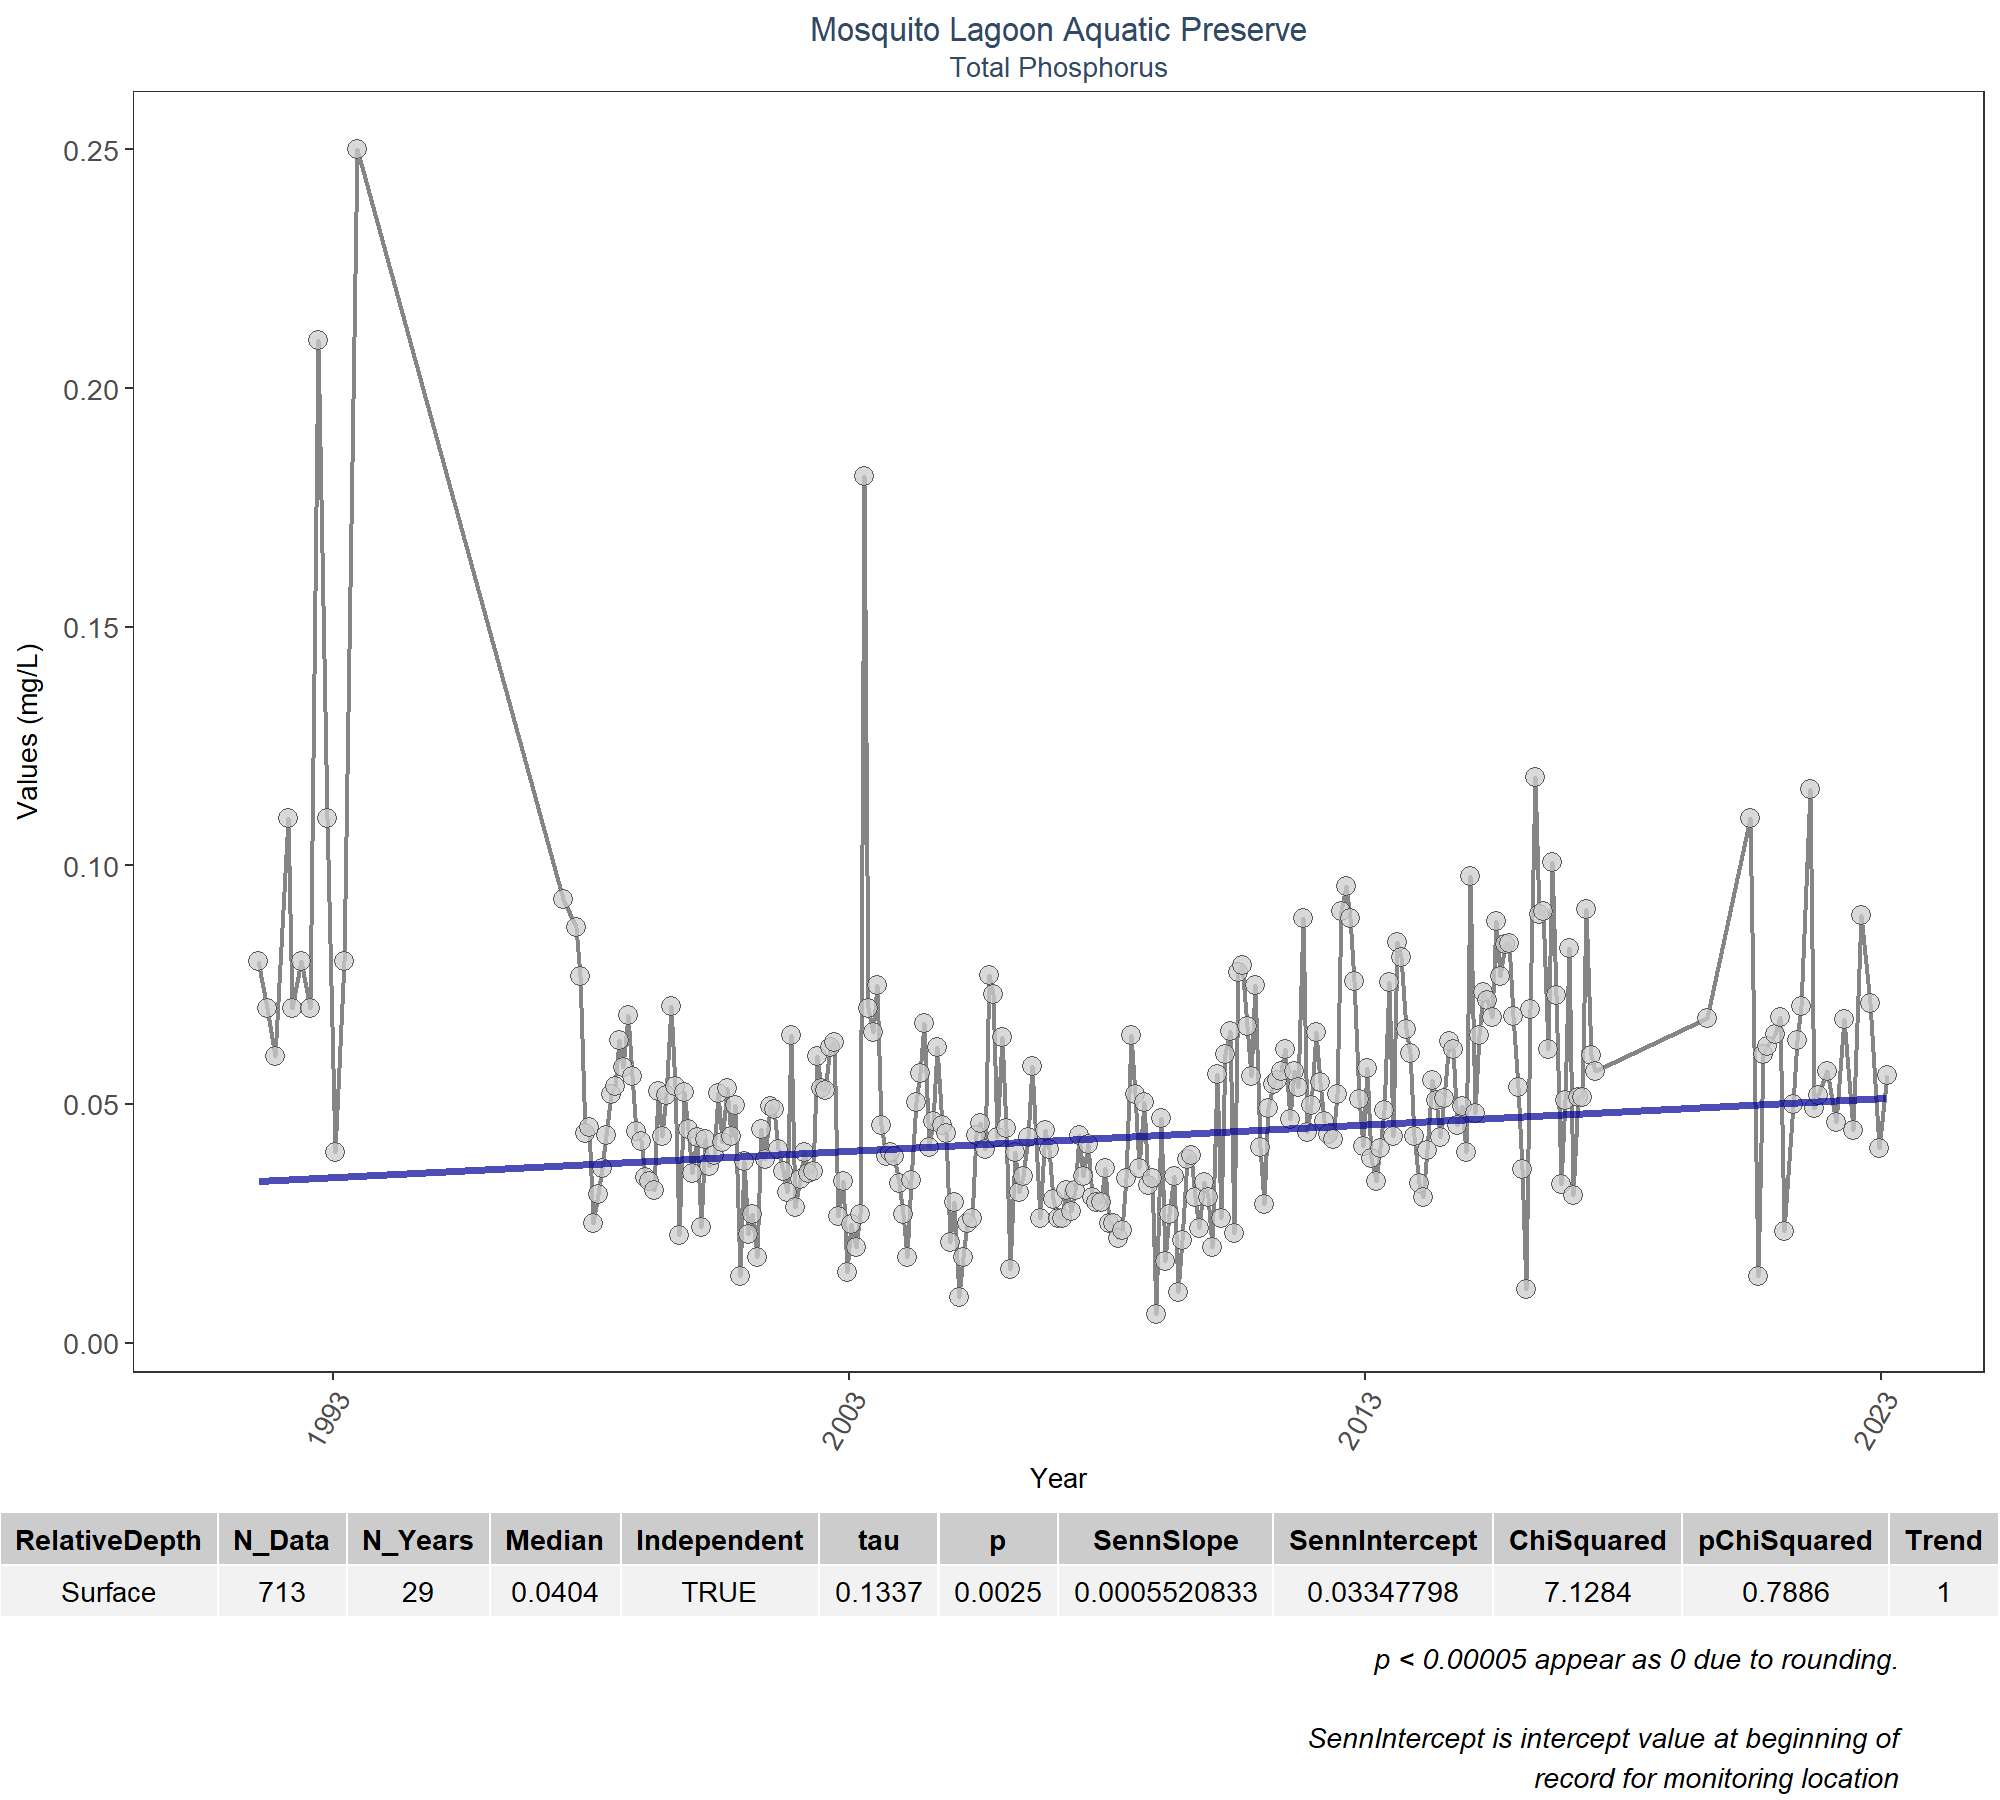 Mosquito Lagoon Aquatic Preserve
Total Phosphorus
Values (mg/L)
0.25
0.20
0.15
0.10
0.05
0.00
1993 2003 2013 2023
Year
RelativeDepth N_Data N_Years Median Independent tau p SennSlope SennIntercept ChiSquared pChiSquared Trend
Surface 713 29 0.0404 TRUE 0.1337 0.0025 0.0005520833 0.03347798 7.1284 0.7886 1
p < 0.00005 appear as 0 due to rounding.
SennIntercept is intercept value at beginning of
record for monitoring location